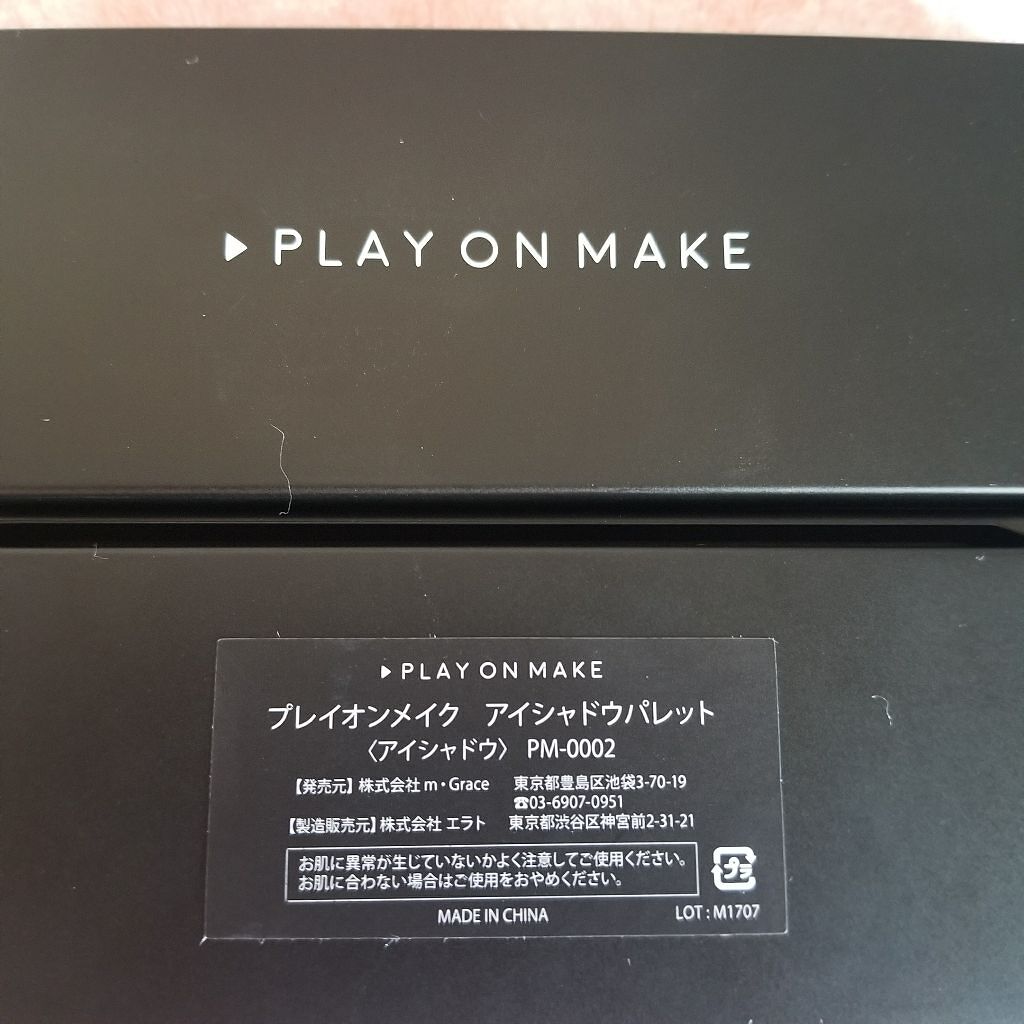 PLAY ON MAKE
PLAY ON MAKE
プレイオンメイク アイシャドウパレット
〈アイシャドウ〉 PM-0002
【発売元】株式会社 m・Grace 東京都豊島区池袋3-70-19
☎03-6907-0951
【製造販売元】株式会社 エラト 東京都渋谷区神宮前2-31-21
お肌に異常が生じていないかよく注意してご使用ください。
お肌に合わない場合はご使用をおやめください。
プラ
MADE IN CHINA LOT : M1707